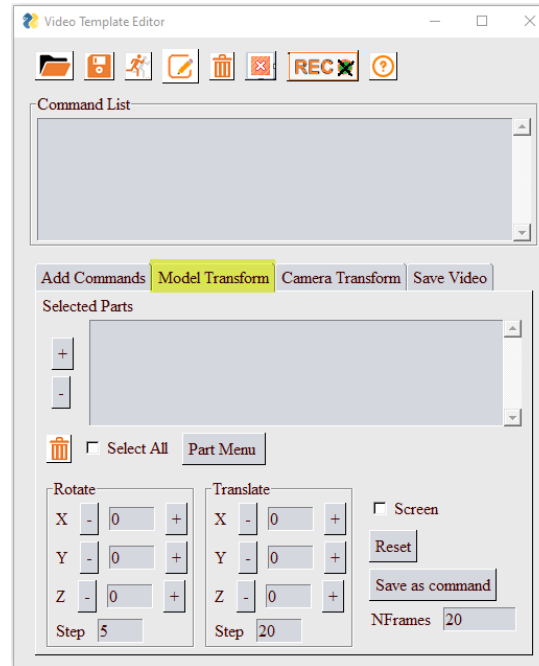 Video Template Editor
REC
Command List
Add Commands Model Transform Camera Transform Save Video
Selected Parts
+
-
Select All Part Menu
Rotate Translate
X - 0 + X - 0 + Screen
Y - 0 + Y - 0 + Reset
Z - 0 + Z - 0 + Save as command
Step 5 Step 20 NFrames 20